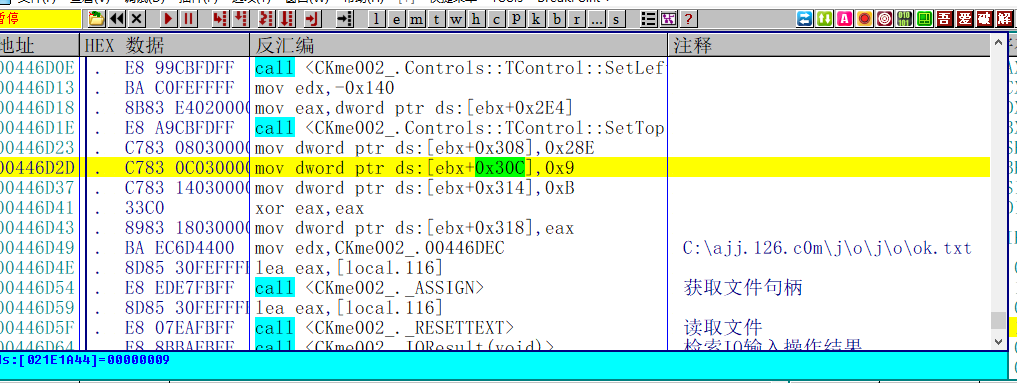 暂停 l e m t w h c p k b r ... s ?
吾 爱 破 解
地址 HEX 数据 反汇编 注释
00446D0E . E8 99CBFDFF call <CKme002_.Controls::TControl::SetLef
00446D13 . BA C0FEFFFF mov edx,-0x140
00446D18 . 8B83 E4020000 mov eax,dword ptr ds:[ebx+0x2E4]
00446D1E . E8 A9CBFDFF call <CKme002_.Controls::TControl::SetTop
00446D23 . C783 08030000 mov dword ptr ds:[ebx+0x308],0x28E
00446D2D . C783 0C030000 mov dword ptr ds:[ebx+0x30C],0x9
00446D37 . C783 14030000 mov dword ptr ds:[ebx+0x314],0xB
00446D41 . 33C0 xor eax,eax
00446D43 . 8983 18030000 mov dword ptr ds:[ebx+0x318],eax
00446D49 . BA EC6D4400 mov edx,CKme002_.00446DEC C:\ajj.126.c0m\j\o\j\o\ok.txt
00446D4E . 8D85 30FEFFFF lea eax,[local.116]
00446D54 . E8 EDE7FBFF call <CKme002_._ASSIGN> 获取文件句柄
00446D59 . 8D85 30FEFFFF lea eax,[local.116]
00446D5F . E8 07EAFBFF call <CKme002_._RESETTEXT> 读取文件
00446D64 . E8 8BBAFBFF call <CKme002_.IOResult(void)> 检索IO输入操作结果
ds:[021E1A44]=00000009